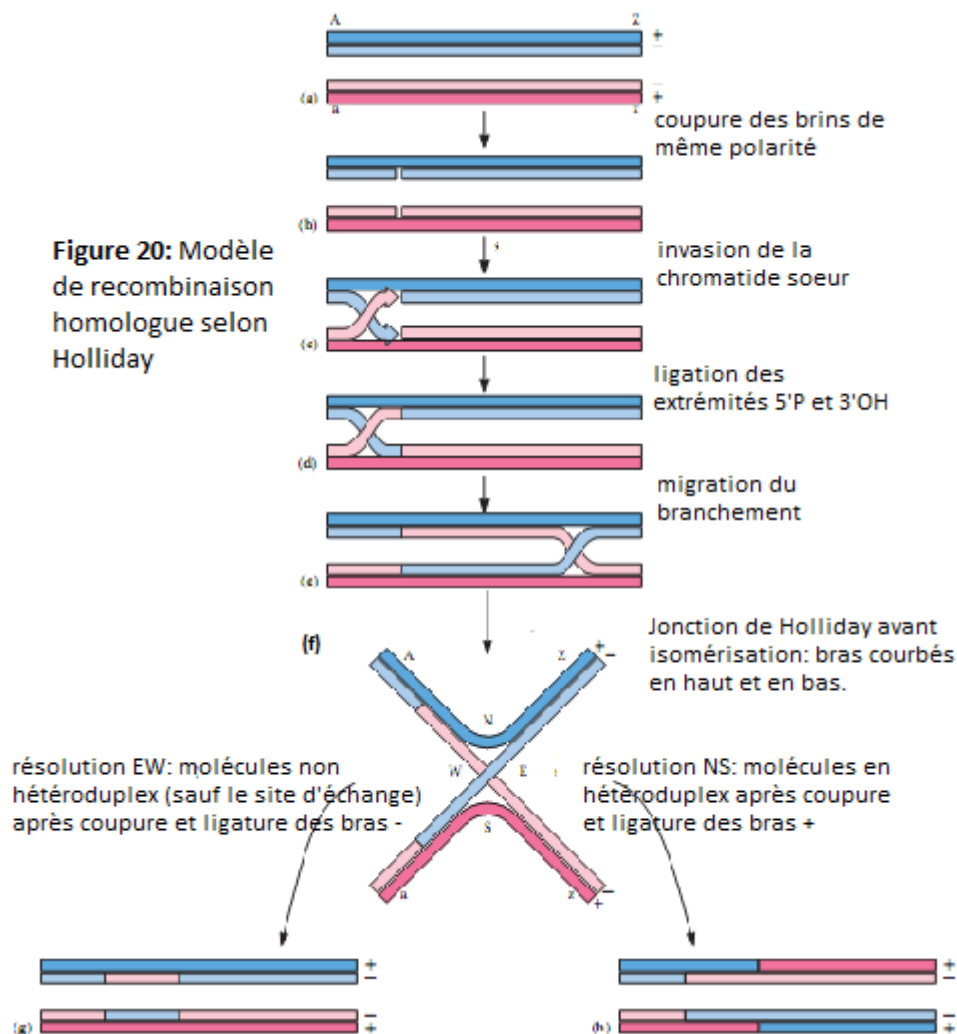 A Z
+
−
−
(a) +
a
coupure des brins de
même polarité
(b)
Figure 20: Modèle
de recombinaison
homologue selon
Holliday
invasion de la
chromatide soeur
ligation des
extrémités 5'P et 3'OH
(d)
migration du
branchement
(f)
Jonction de Holliday avant
isomérisation: bras courbés
en haut et en bas.
A Z + −
N
W E
S
a z − +
résolution EW: molécules non
hétéroduplex (sauf le site d'échange)
après coupure et ligature des bras -
résolution NS: molécules en
hétéroduplex après coupure
et ligature des bras +
+ +
− −
− −
(g) + (h) +